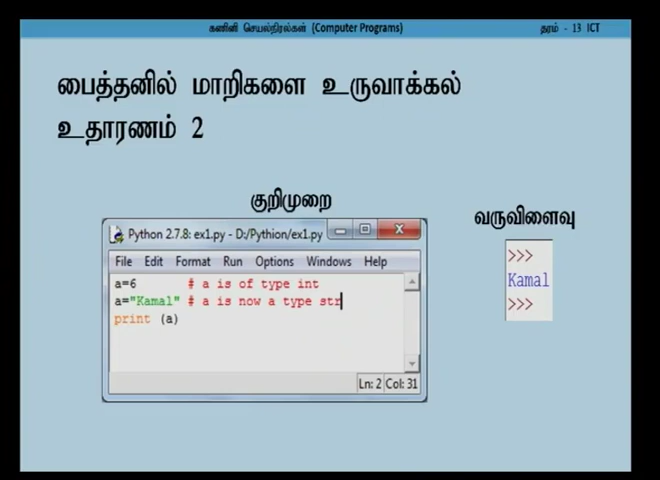 கணினி செயல்நிரல்கள் (Computer Programs)
தரம் - 13 ICT
பைத்தனில் மாறிகளை உருவாக்கல்
உதாரணம் 2
குறிமுறை
Python 2.7.8: ex1.py - D:/Pythion/ex1.py
File Edit Format Run Options Windows Help
a=6 # a is of type int
a="Kamal" # a is now a type str
print (a)
Ln: 2 Col: 31
வருவிளைவு
>>>
Kamal
>>>